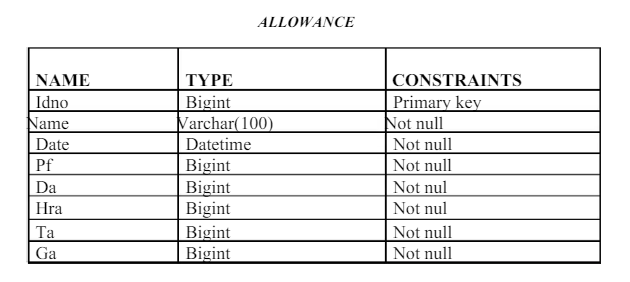 ALLOWANCE
NAME TYPE CONSTRAINTS
Idno Bigint Primary key
Name Varchar(100) Not null
Date Datetime Not null
Pf Bigint Not null
Da Bigint Not nul
Hra Bigint Not nul
Ta Bigint Not null
Ga Bigint Not null